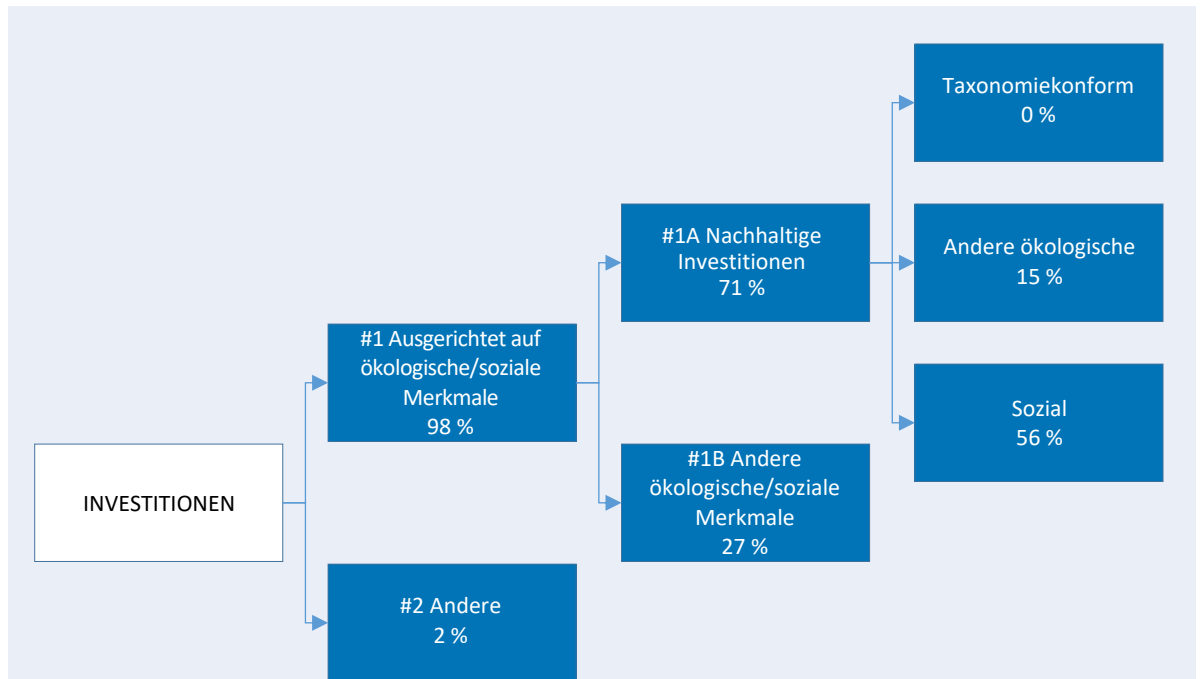 INVESTITIONEN
#1 Ausgerichtet auf
ökologische/soziale
Merkmale
98 %
#2 Andere
2 %
#1A Nachhaltige
Investitionen
71 %
#1B Andere
ökologische/soziale
Merkmale
27 %
Taxonomiekonform
0 %
Andere ökologische
15 %
Sozial
56 %